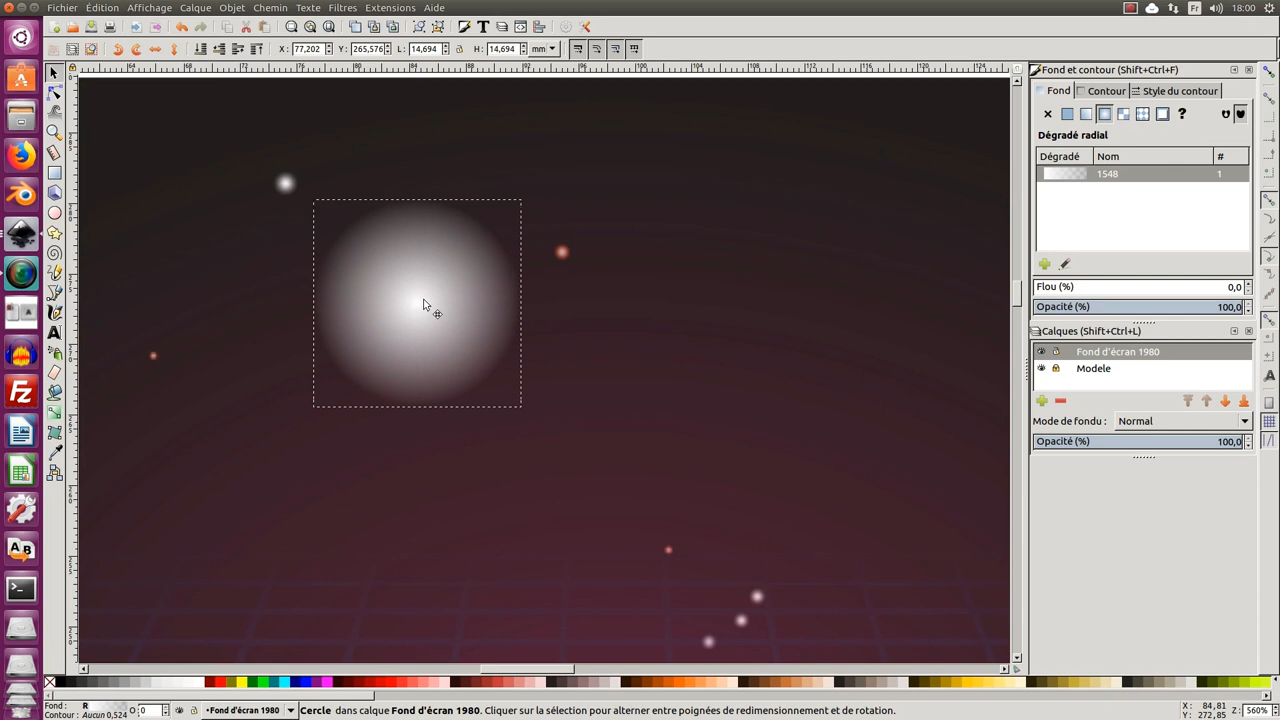 Fichier Édition Affichage Calque Objet Chemin Texte Filtres Extensions Aide
Fr 18:00
X: 77,202 Y: 265,576 L: 14,694 H: 14,694 mm
Fond et contour (Shift+Ctrl+F)
Fond Contour Style du contour
Dégradé radial
Dégradé Nom #
1548 1
Flou (%) 0,0
Opacité (%) 100,0
Calques (Shift+Ctrl+L)
Fond d'écran 1980
Modele
Mode de fondu : Normal
Opacité (%) 100,0
Fond : R O: 0 •Fond d'écran 1980 Cercle dans calque Fond d'écran 1980. Cliquer sur la sélection pour alterner entre poignées de redimensionnement et de rotation. X: 84,81 Z: 560%
Contour : Aucun 0,524 Y: 272,85